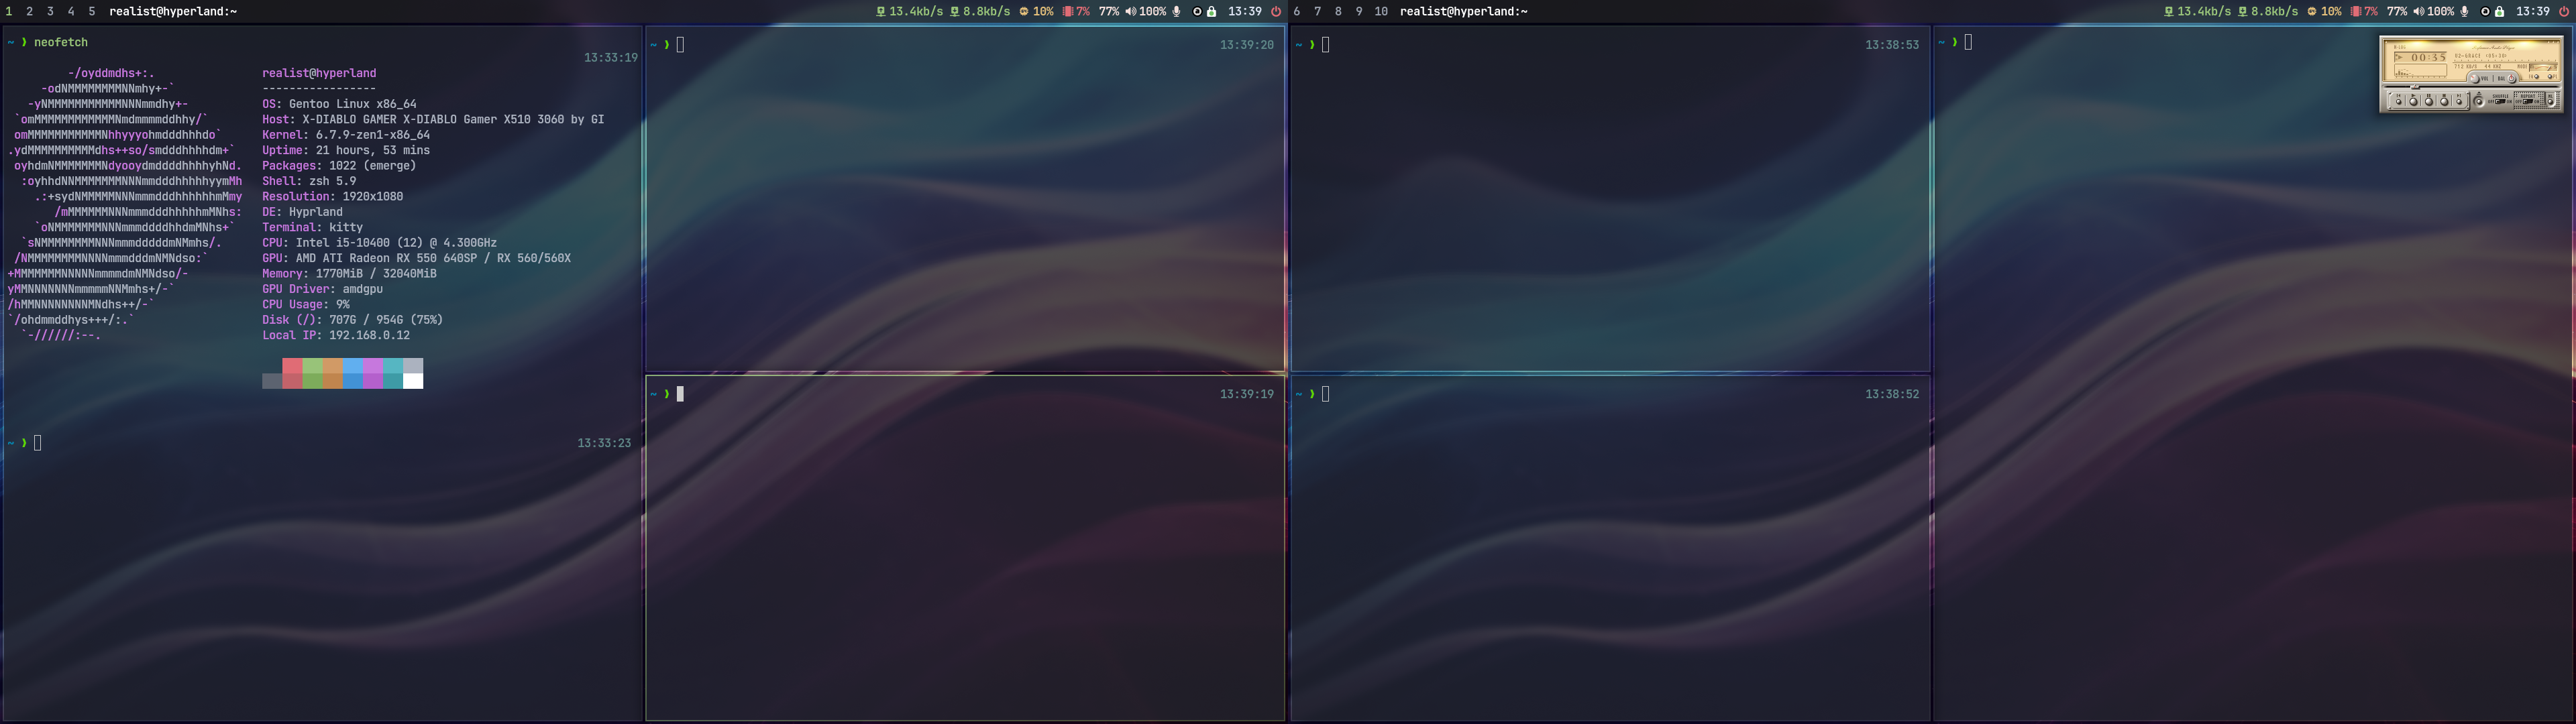 1 2 3 4 5 realist@hyperland:~ 13.4kb/s 8.8kb/s 10% 7% 77% 100% 13:39
~ ❯ neofetch
13:33:19
-/oyddmdhs+:.
-odNMMMMMMMMNNmhy+-`
-yNMMMMMMMMMMMNNNmmdhy+-
`omMMMMMMMMMMMMNmdmmmmddhhy/`
omMMMMMMMMMMMNhhyyyohmdddhhhdo`
.ydMMMMMMMMMMdhs++so/smdddhhhhdm+`
oyhdmNMMMMMMMNdyooydmddddhhhhyhNd.
:oyhhdNNMMMMMMMNNNmmdddhhhhhyymMh
.:+sydNMMMMMNNNmmmdddhhhhhhmMmy
/mMMMMMMNNNmmmdddhhhhhmMNhs:
`oNMMMMMMMNNNmmmddddhhdmMNhs+`
`sNMMMMMMMMNNNmmmdddddmNMmhs/.
/NMMMMMMMMNNNNmmmdddmNMNdso:`
+MMMMMMMNNNNNmmmmdmNMNdso/-
yMMNNNNNNNmmmmmNNMmhs+/-`
/hMMNNNNNNNNMNdhs++/-`
`/ohdmmddhys+++/:.`
`-//////:--.
realist@hyperland
-----------------
OS: Gentoo Linux x86_64
Host: X-DIABLO GAMER X-DIABLO Gamer X510 3060 by GI
Kernel: 6.7.9-zen1-x86_64
Uptime: 21 hours, 53 mins
Packages: 1022 (emerge)
Shell: zsh 5.9
Resolution: 1920x1080
DE: Hyprland
Terminal: kitty
CPU: Intel i5-10400 (12) @ 4.300GHz
GPU: AMD ATI Radeon RX 550 640SP / RX 560/560X
Memory: 1770MiB / 32040MiB
GPU Driver: amdgpu
CPU Usage: 9%
Disk (/): 707G / 954G (75%)
Local IP: 192.168.0.12
~ ❯ 13:33:23
~ ❯ 13:39:20
~ ❯ 13:39:19
6 7 8 9 10 realist@hyperland:~ 13.4kb/s 8.8kb/s 10% 7% 77% 100% 13:39
~ ❯ 13:38:53
~ ❯ 13:38:52
~ ❯
00:35
VOL BAL
SHUFFLE REPEAT